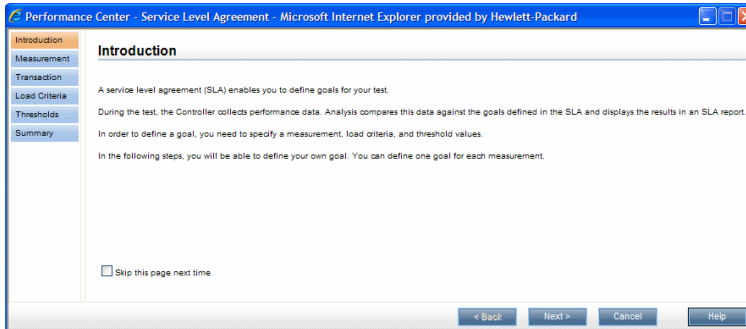 Performance Center - Service Level Agreement - Microsoft Internet Explorer provided by Hewlett-Packard
Introduction
Measurement
Transaction
Load Criteria
Thresholds
Summary
Introduction
A service level agreement (SLA) enables you to define goals for your test.
During the test, the Controller collects performance data. Analysis compares this data against the goals defined in the SLA and displays the results in an SLA report.
In order to define a goal, you need to specify a measurement, load criteria, and threshold values.
In the following steps, you will be able to define your own goal. You can define one goal for each measurement.
Skip this page next time
< Back
Next >
Cancel
Help